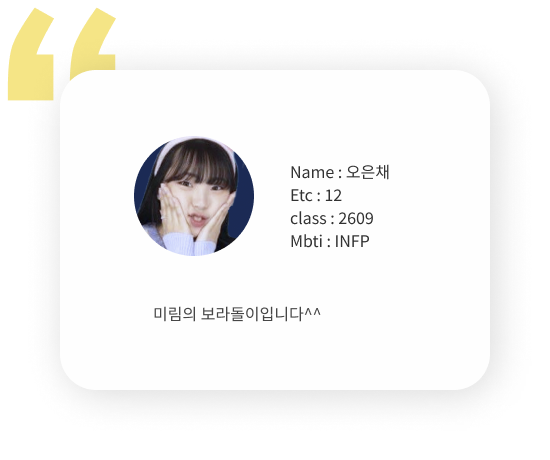 “
Name : 오은채
Etc : 12
class : 2609
Mbti : INFP
미림의 보라돌이입니다^^